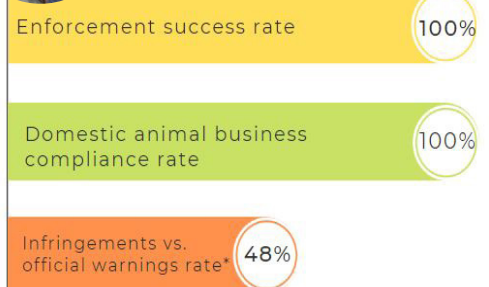 Enforcement success rate
100%
Domestic animal business
compliance rate
100%
Infringements vs.
official warnings rate*
48%